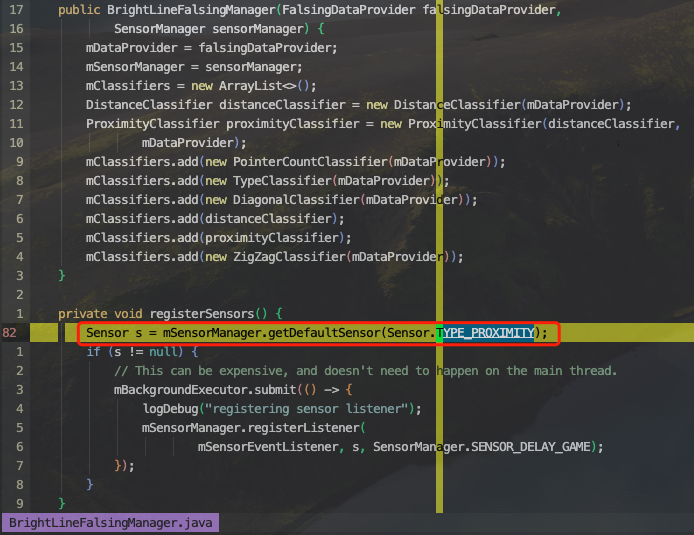 17 public BrightLineFalsingManager(FalsingDataProvider falsingDataProvider,
16 SensorManager sensorManager) {
15 mDataProvider = falsingDataProvider;
14 mSensorManager = sensorManager;
13 mClassifiers = new ArrayList<>();
12 DistanceClassifier distanceClassifier = new DistanceClassifier(mDataProvider);
11 ProximityClassifier proximityClassifier = new ProximityClassifier(distanceClassifier,
10 mDataProvider);
9 mClassifiers.add(new PointerCountClassifier(mDataProvider));
8 mClassifiers.add(new TypeClassifier(mDataProvider));
7 mClassifiers.add(new DiagonalClassifier(mDataProvider));
6 mClassifiers.add(distanceClassifier);
5 mClassifiers.add(proximityClassifier);
4 mClassifiers.add(new ZigZagClassifier(mDataProvider));
3 }
2
1 private void registerSensors() {
82 Sensor s = mSensorManager.getDefaultSensor(Sensor.TYPE_PROXIMITY);
1 if (s != null) {
2 // This can be expensive, and doesn't need to happen on the main thread.
3 mBackgroundExecutor.submit(() -> {
4 logDebug("registering sensor listener");
5 mSensorManager.registerListener(
6 mSensorEventListener, s, SensorManager.SENSOR_DELAY_GAME);
7 });
8 }
9 }
BrightLineFalsingManager.java